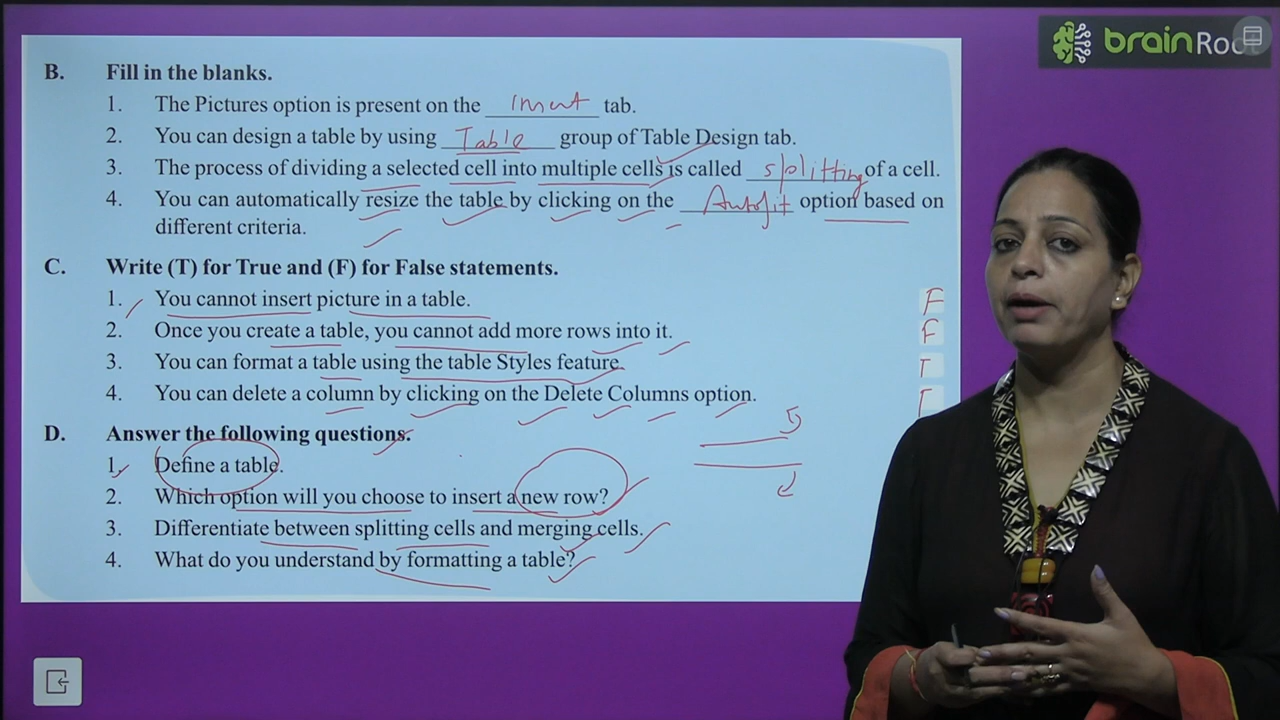 brainRo
B. Fill in the blanks.
1. The Pictures option is present on the Insert tab.
2. You can design a table by using Table group of Table Design tab.
3. The process of dividing a selected cell into multiple cells is called splitting of a cell.
4. You can automatically resize the table by clicking on the Autofit option based on
different criteria.
C. Write (T) for True and (F) for False statements.
1. You cannot insert picture in a table. F
2. Once you create a table, you cannot add more rows into it. F
3. You can format a table using the table Styles feature. T
4. You can delete a column by clicking on the Delete Columns option. T
D. Answer the following questions.
1. Define a table.
2. Which option will you choose to insert a new row?
3. Differentiate between splitting cells and merging cells.
4. What do you understand by formatting a table?